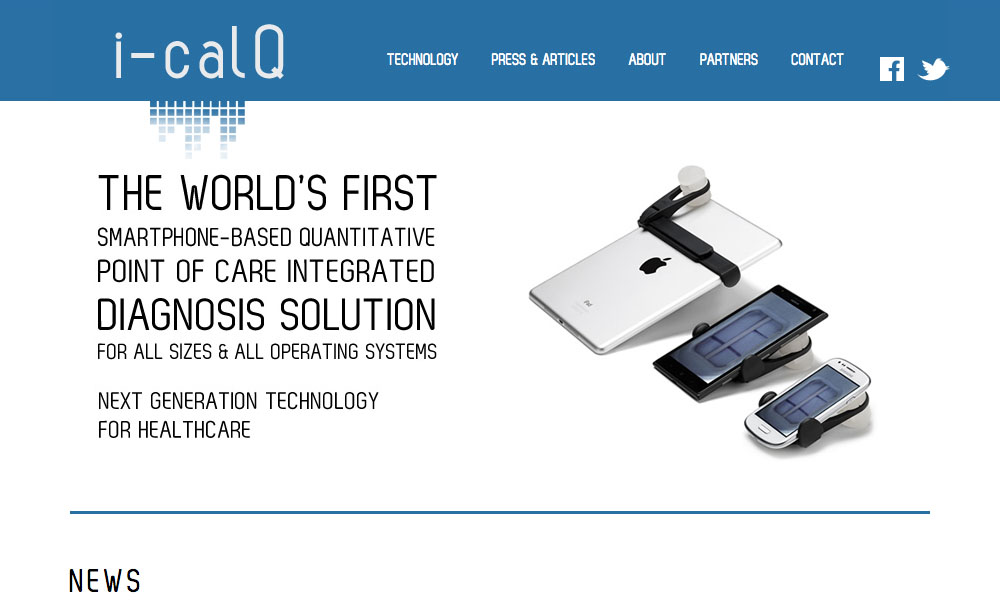 i-calQ
TECHNOLOGY
PRESS & ARTICLES
ABOUT
PARTNERS
CONTACT
THE WORLD'S FIRST
SMARTPHONE-BASED QUANTITATIVE
POINT OF CARE INTEGRATED
DIAGNOSIS SOLUTION
FOR ALL SIZES & ALL OPERATING SYSTEMS
NEXT GENERATION TECHNOLOGY
FOR HEALTHCARE
iPad
NEWS